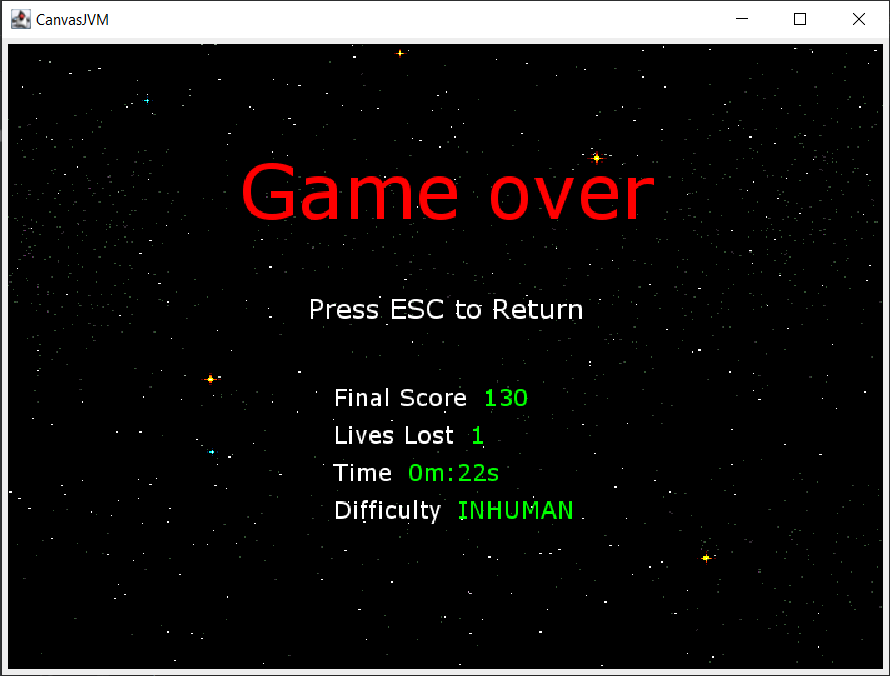 CanvasJVM
Game over
Press ESC to Return
Final Score 130
Lives Lost 1
Time 0m:22s
Difficulty INHUMAN